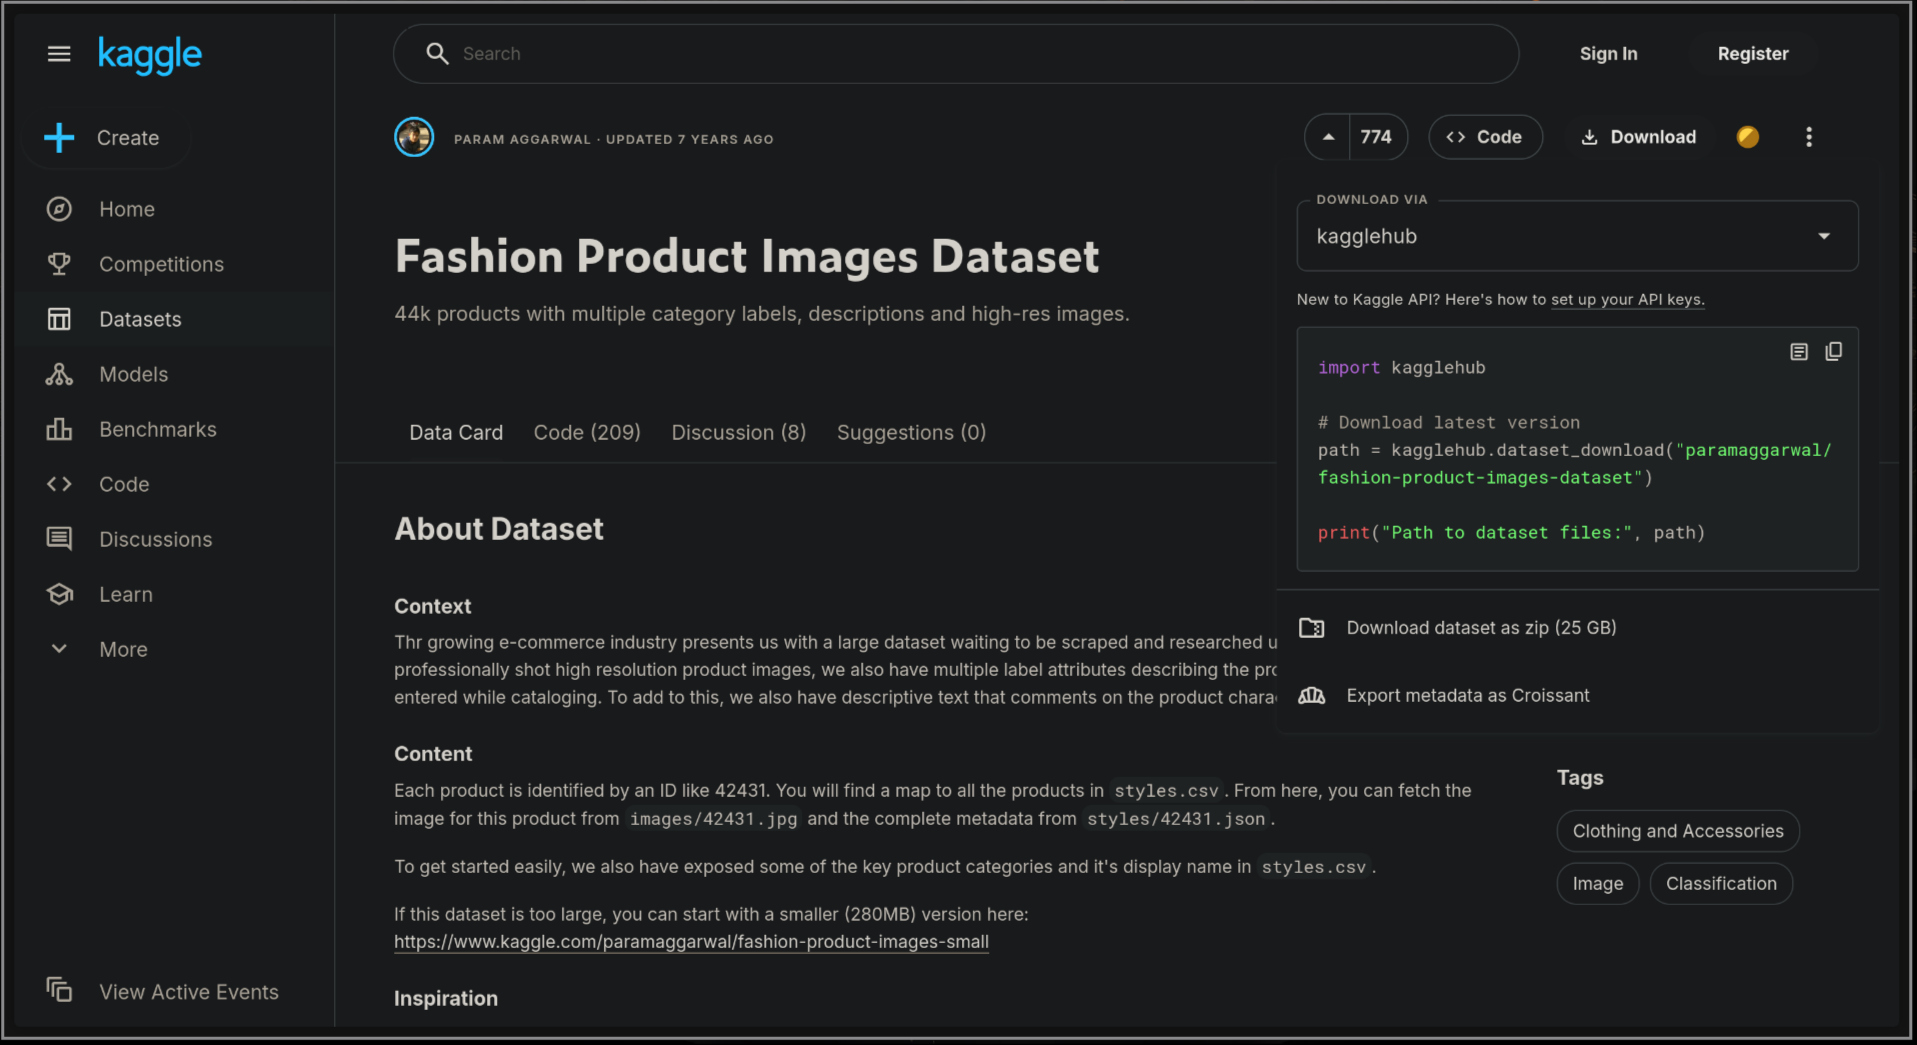 kaggle
Search
Sign In
Register
Create
Home
Competitions
Datasets
Models
Benchmarks
Code
Discussions
Learn
More
View Active Events
PARAM AGGARWAL · UPDATED 7 YEARS AGO
774
Code
Download
Fashion Product Images Dataset
44k products with multiple category labels, descriptions and high-res images.
Data Card
Code (209)
Discussion (8)
Suggestions (0)
DOWNLOAD VIA
kagglehub
New to Kaggle API? Here's how to set up your API keys.
import kagglehub
# Download latest version
path = kagglehub.dataset_download("paramaggarwal/
fashion-product-images-dataset")
print("Path to dataset files:", path)
Download dataset as zip (25 GB)
Export metadata as Croissant
About Dataset
Context
Thr growing e-commerce industry presents us with a large dataset waiting to be scraped and researched
professionally shot high resolution product images, we also have multiple label attributes describing the
entered while cataloging. To add to this, we also have descriptive text that comments on the product
Content
Each product is identified by an ID like 42431. You will find a map to all the products in styles.csv. From here, you can fetch the
image for this product from images/42431.jpg and the complete metadata from styles/42431.json.
To get started easily, we also have exposed some of the key product categories and it's display name in styles.csv.
If this dataset is too large, you can start with a smaller (280MB) version here:
https://www.kaggle.com/paramaggarwal/fashion-product-images-small
Inspiration
Tags
Clothing and Accessories
Image
Classification